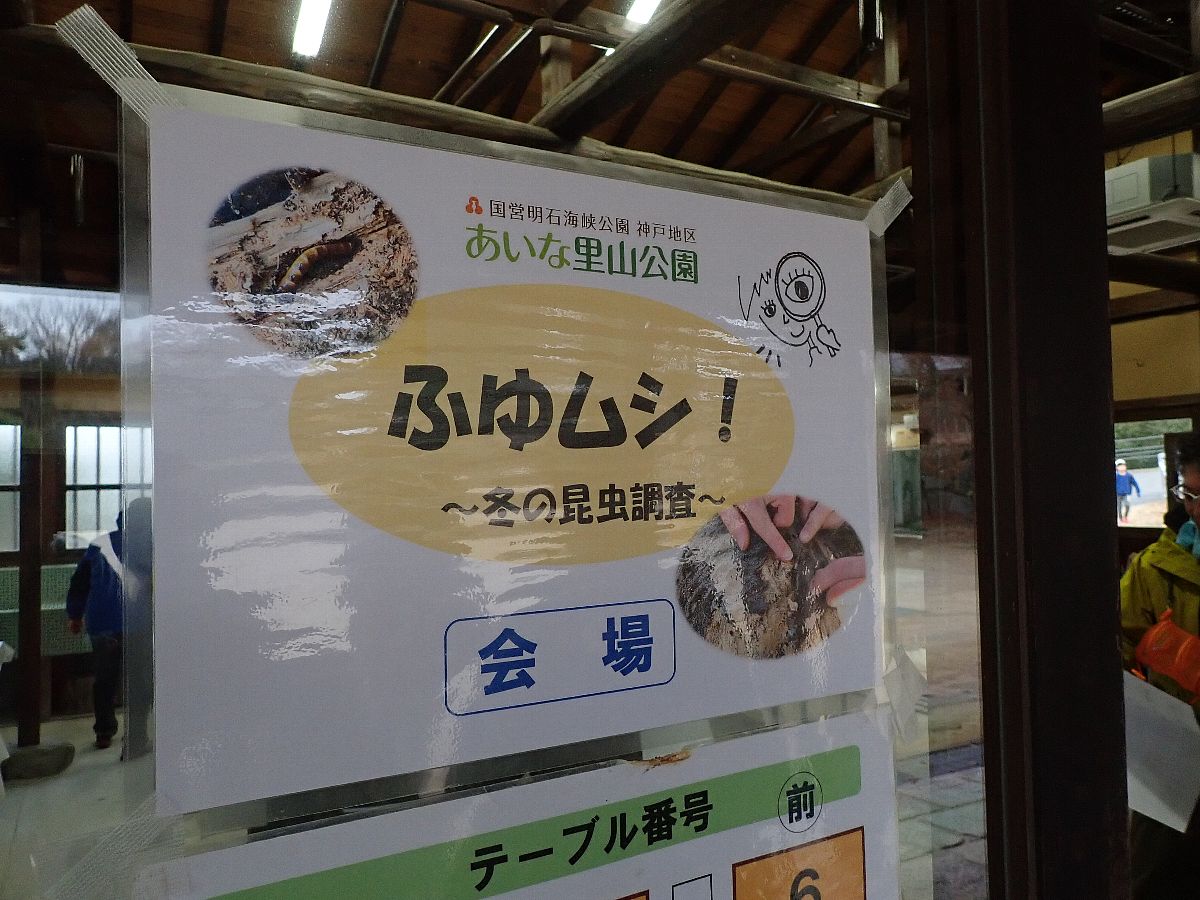 国営明石海峡公園 神戸地区
あいな里山公園
ふゆムシ!
~冬の昆虫調査~
会場
テーブル番号 前
6